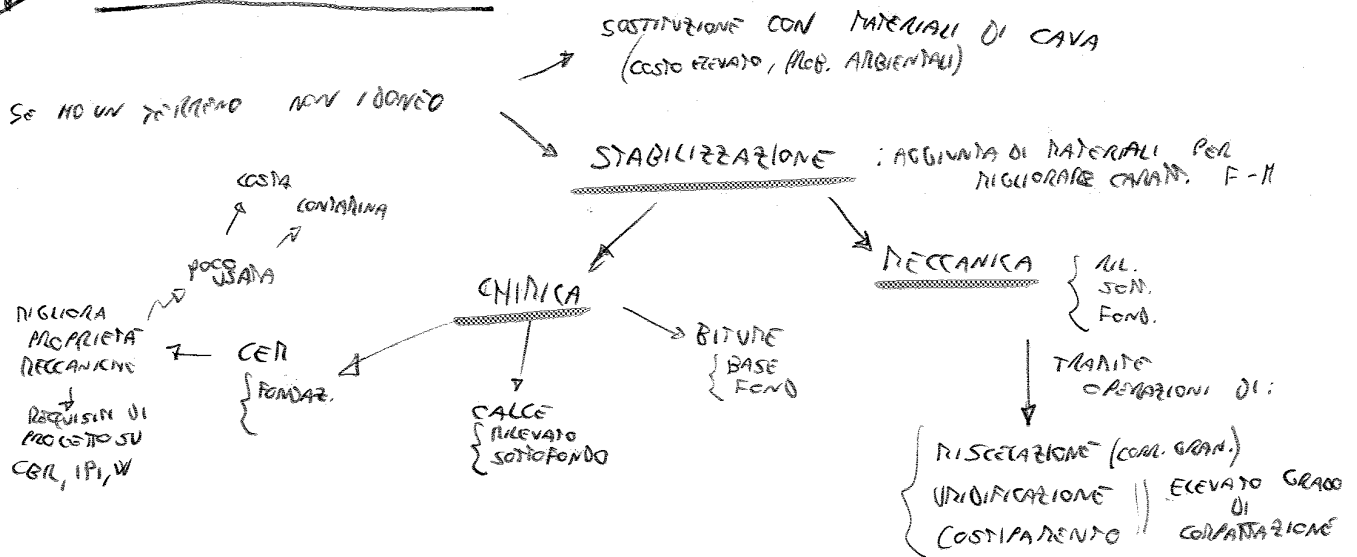 SOSTITUZIONE CON MATERIALI DI CAVA
(COSTO ELEVATO, PROB. AMBIENTALI)
SE HO UN TERRENO NON IDONEO
STABILIZZAZIONE : AGGIUNTA DI MATERIALI PER
MIGLIORARE CARATT. F-M
COSTA
CONTAMINA
POCO
USATA
MECCANICA
RIL.
SOTT.
FOND.
CHIMICA
MIGLIORA
PROPRIETÀ
MECCANICHE
REQUISITI DI
PROGETTO SU
CBR, IPI, W
CEM
FONDAZ.
CALCE
RILEVATO
SOTTOFONDO
BITUME
BASE
FOND
TRAMITE
OPERAZIONI DI:
MISCELAZIONE (CORR. GRAN.)
UMIDIFICAZIONE
COSTIPAMENTO
ELEVATO GRADO
DI
COMPATTAZIONE